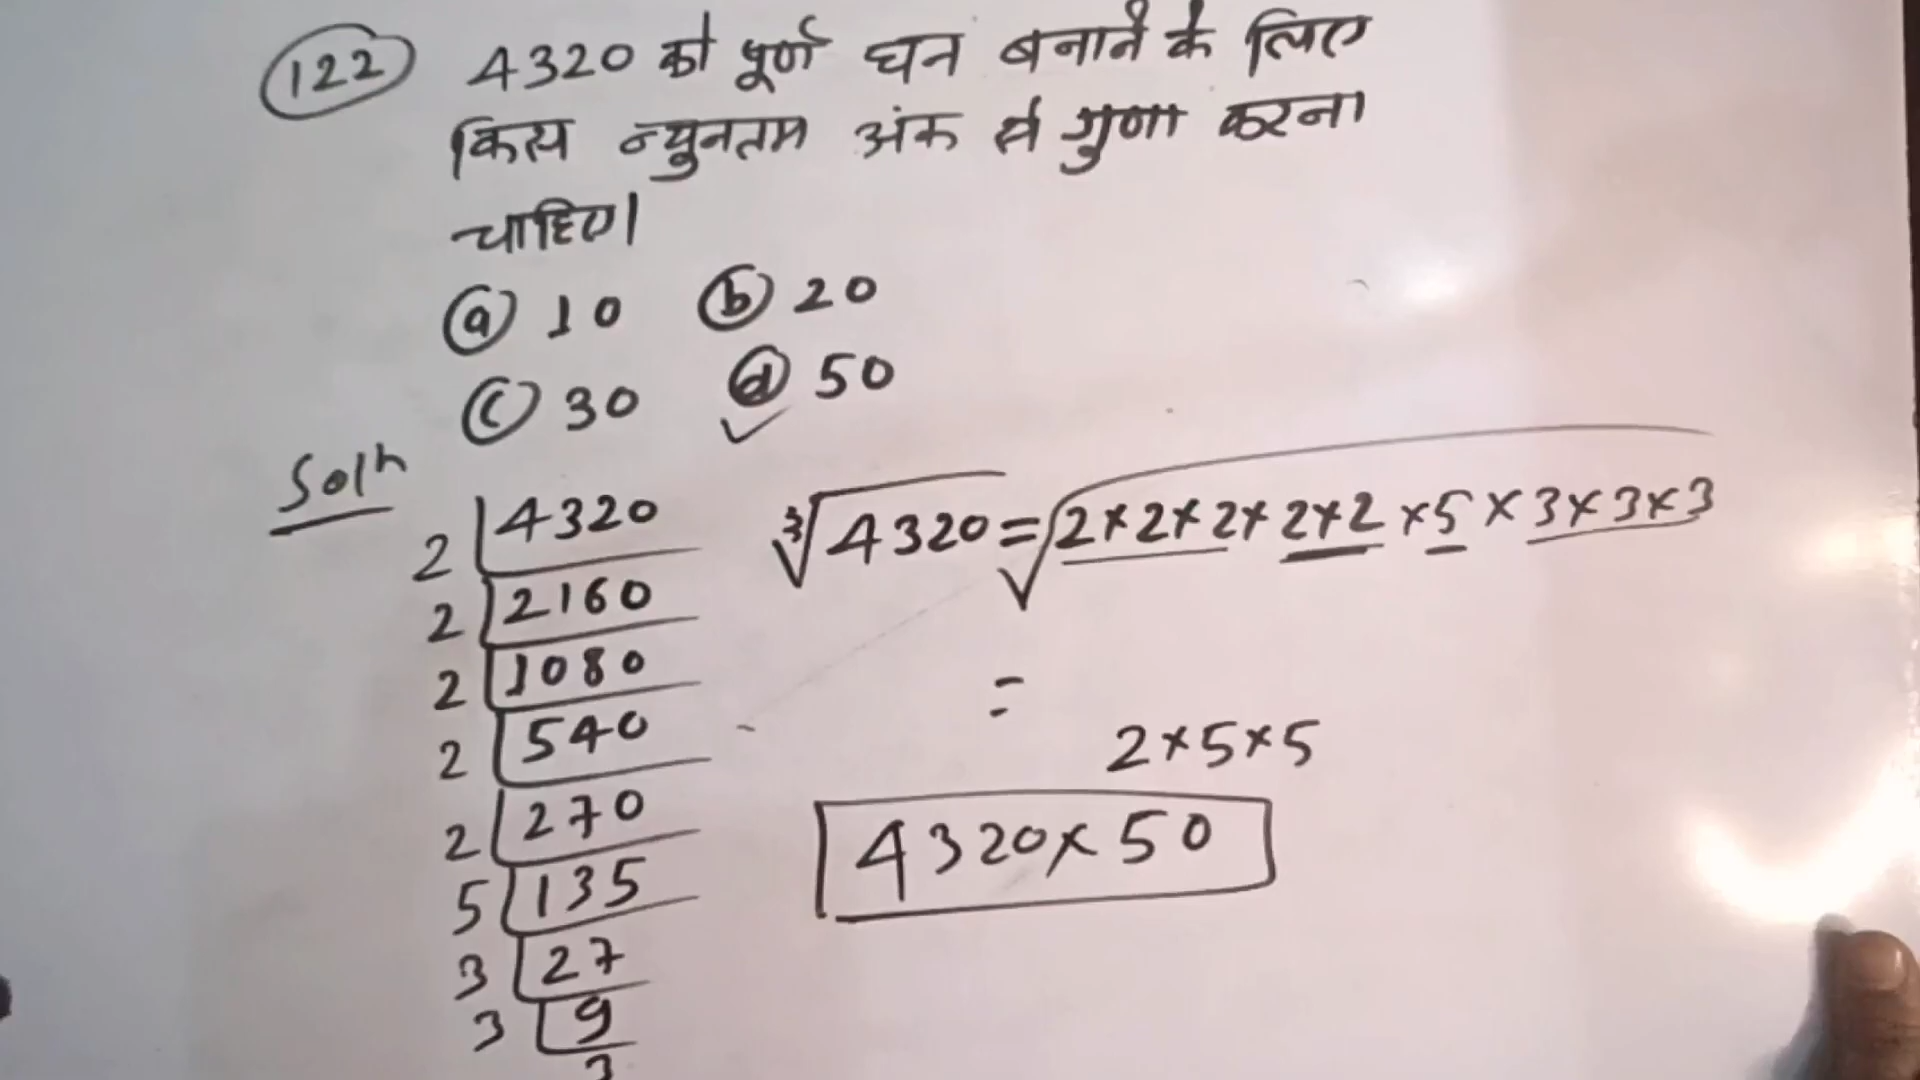 122 4320 को पूर्ण घन बनाने के लिए
किस न्युनतम अंक से गुणा करना
चाहिए।
(a) 10 (b) 20
(c) 30 (d) 50 ✓
Solⁿ
2 | 4320
2 | 2160
2 | 1080
2 | 540
2 | 270
5 | 135
3 | 27
3 | 9
3
∛4320 = √2×2×2×2×2×5×3×3×3
=
2×5×5
4320×50